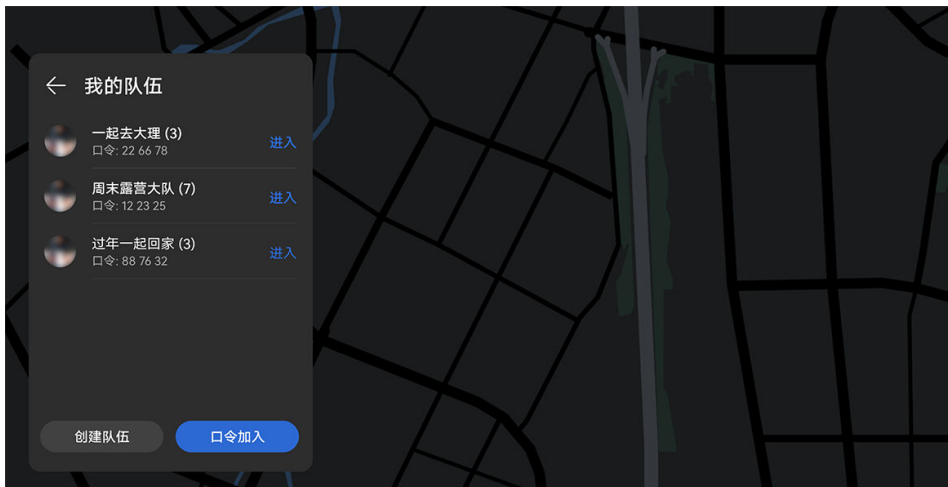 我的队伍
一起去大理 (3)
口令: 22 66 78
进入
周末露营大队 (7)
口令: 12 23 25
进入
过年一起回家 (3)
口令: 88 76 32
进入
创建队伍
口令加入